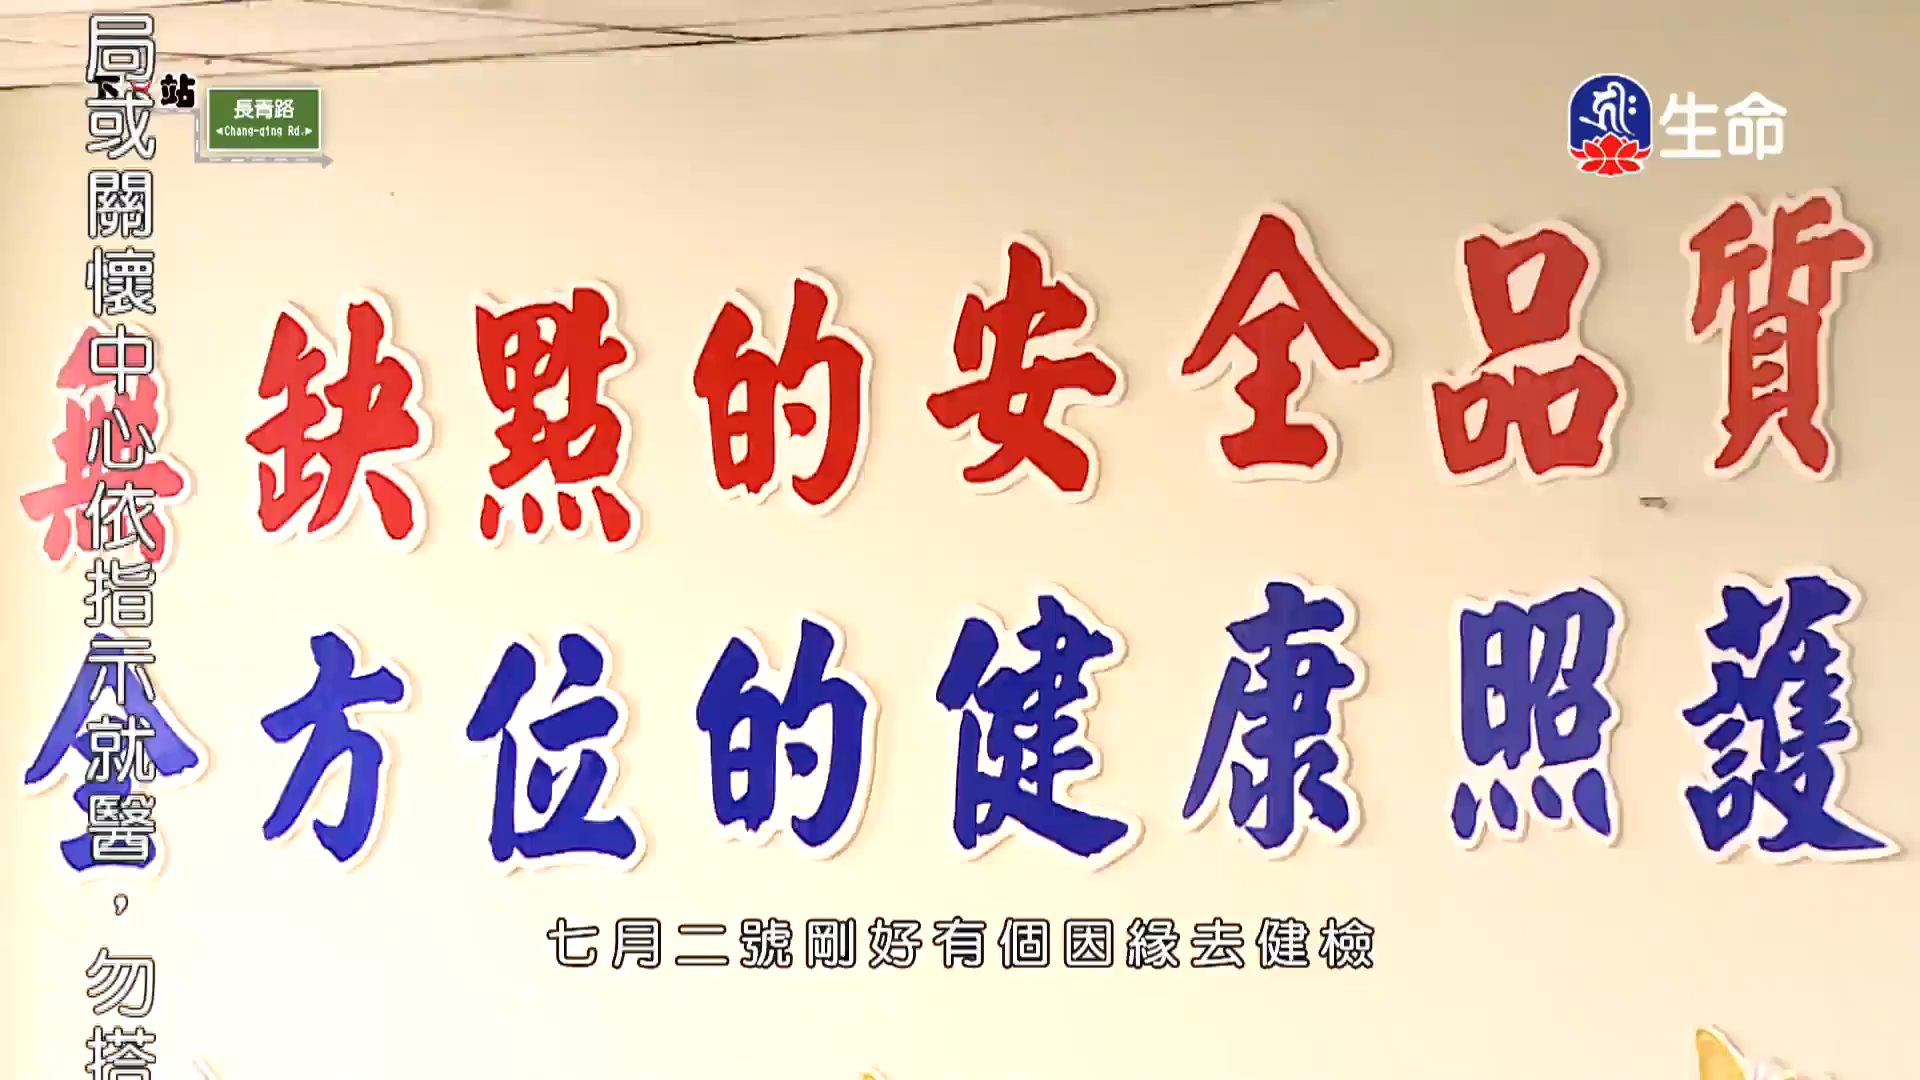 局或關懷中心依指示就醫，勿搭
下一站
長青路
Chang-qing Rd.
生命
無缺點的安全品質
全方位的健康照護
七月二號剛好有個因緣去健檢